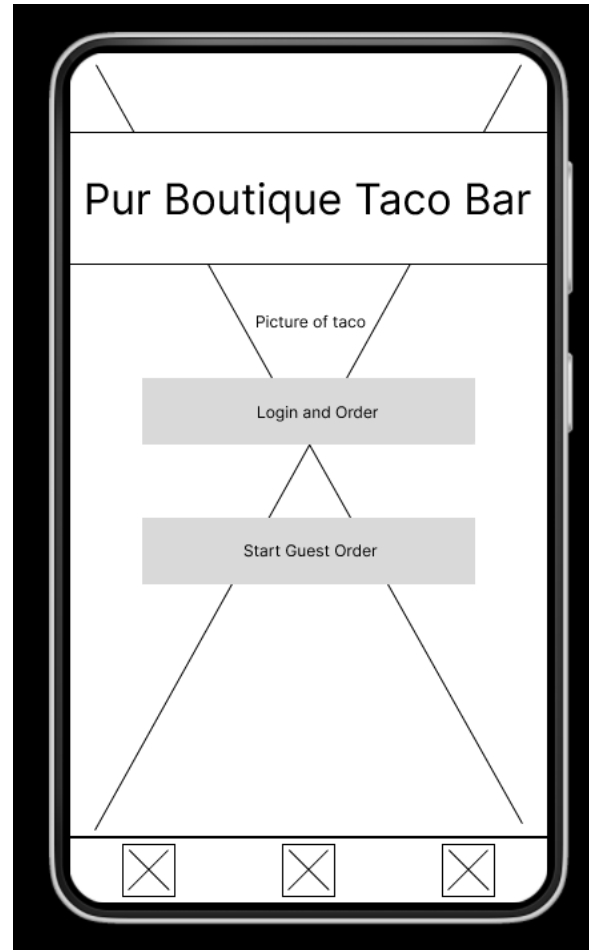 Pur Boutique Taco Bar
Picture of taco
Login and Order
Start Guest Order